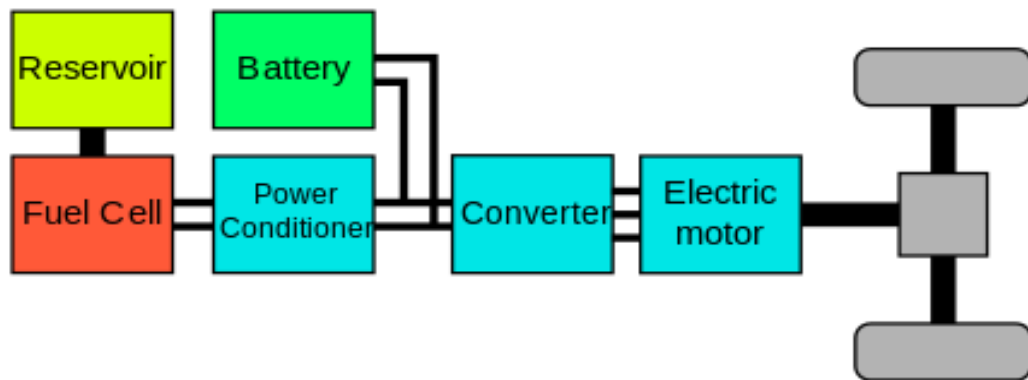 Reservoir
Battery
Fuel Cell
Power
Conditioner
Converter
Electric
motor